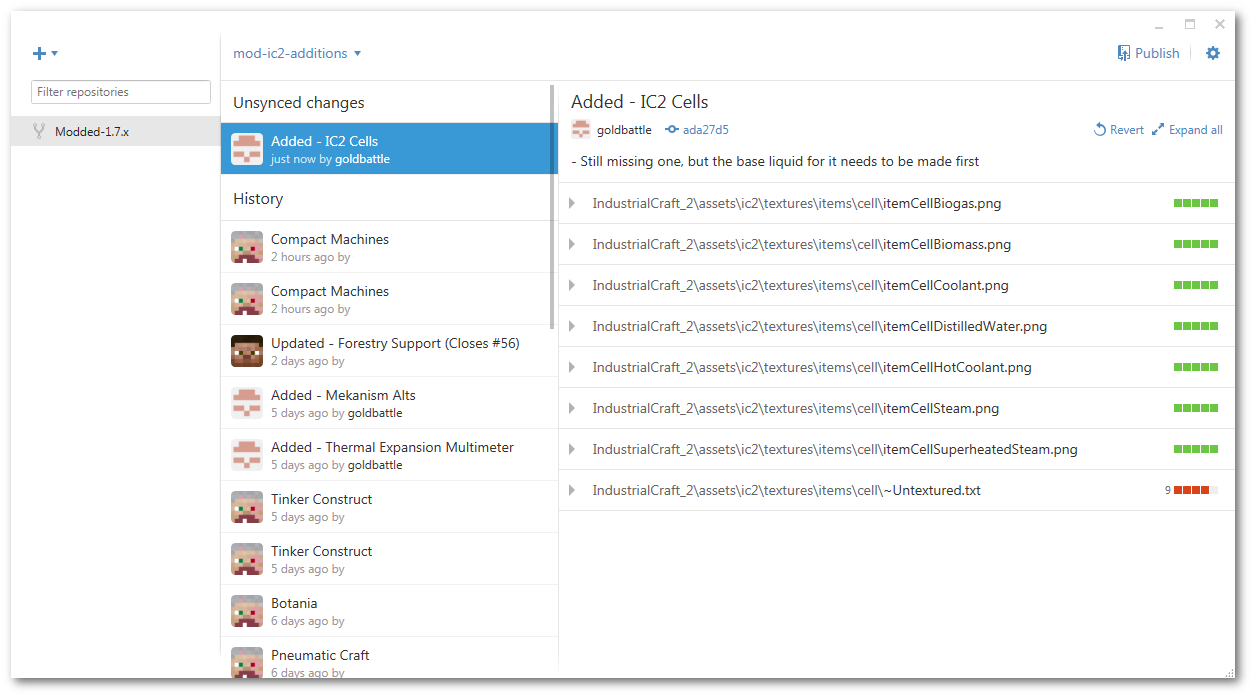 mod-ic2-additions
Publish
Filter repositories
Modded-1.7.x
Unsynced changes
Added - IC2 Cells
just now by goldbattle
History
Compact Machines
2 hours ago by
Compact Machines
2 hours ago by
Updated - Forestry Support (Closes #56)
2 days ago by
Added - Mekanism Alts
5 days ago by goldbattle
Added - Thermal Expansion Multimeter
5 days ago by goldbattle
Tinker Construct
5 days ago by
Tinker Construct
5 days ago by
Botania
6 days ago by
Pneumatic Craft
6 days ago by
Added - IC2 Cells
goldbattle ada27d5
Revert Expand all
- Still missing one, but the base liquid for it needs to be made first
IndustrialCraft_2\assets\ic2\textures\items\cell\itemCellBiogas.png
IndustrialCraft_2\assets\ic2\textures\items\cell\itemCellBiomass.png
IndustrialCraft_2\assets\ic2\textures\items\cell\itemCellCoolant.png
IndustrialCraft_2\assets\ic2\textures\items\cell\itemCellDistilledWater.png
IndustrialCraft_2\assets\ic2\textures\items\cell\itemCellHotCoolant.png
IndustrialCraft_2\assets\ic2\textures\items\cell\itemCellSteam.png
IndustrialCraft_2\assets\ic2\textures\items\cell\itemCellSuperheatedSteam.png
IndustrialCraft_2\assets\ic2\textures\items\cell\~Untextured.txt 9